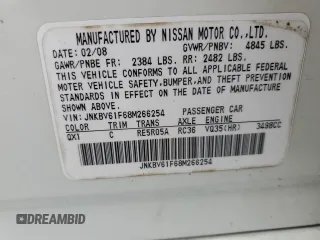 MANUFACTURED BY NISSAN MOTOR CO.,LTD.
DATE: 02/08 GVWR/PNBV: 4845 LBS.
GAWR/PNBE FR: 2384 LBS. RR: 2482 LBS.
THIS VEHICLE CONFORMS TO ALL APPLICABLE FEDERAL
MOTOR VEHICLE SAFETY, BUMPER, AND THEFT PREVENTION
STANDARDS IN EFFECT ON THE DATE OF MANUFACTURE
SHOWN ABOVE.
VIN: JNKBV61F68M266254 PASSENGER CAR
COLOR TRIM TRANS AXLE ENGINE
QX1 C RE5R05A RC36 VQ35(HR) 3498CC
JNKBV61F68M266254